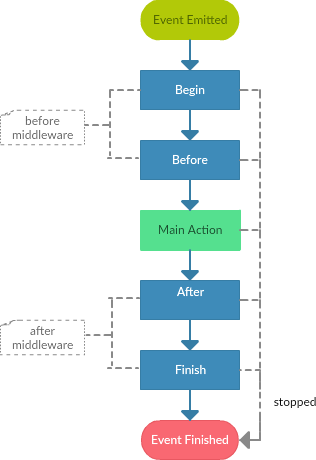 Event Emitted
Begin
before
middleware
Before
Main Action
After
after
middleware
Finish
stopped
Event Finished